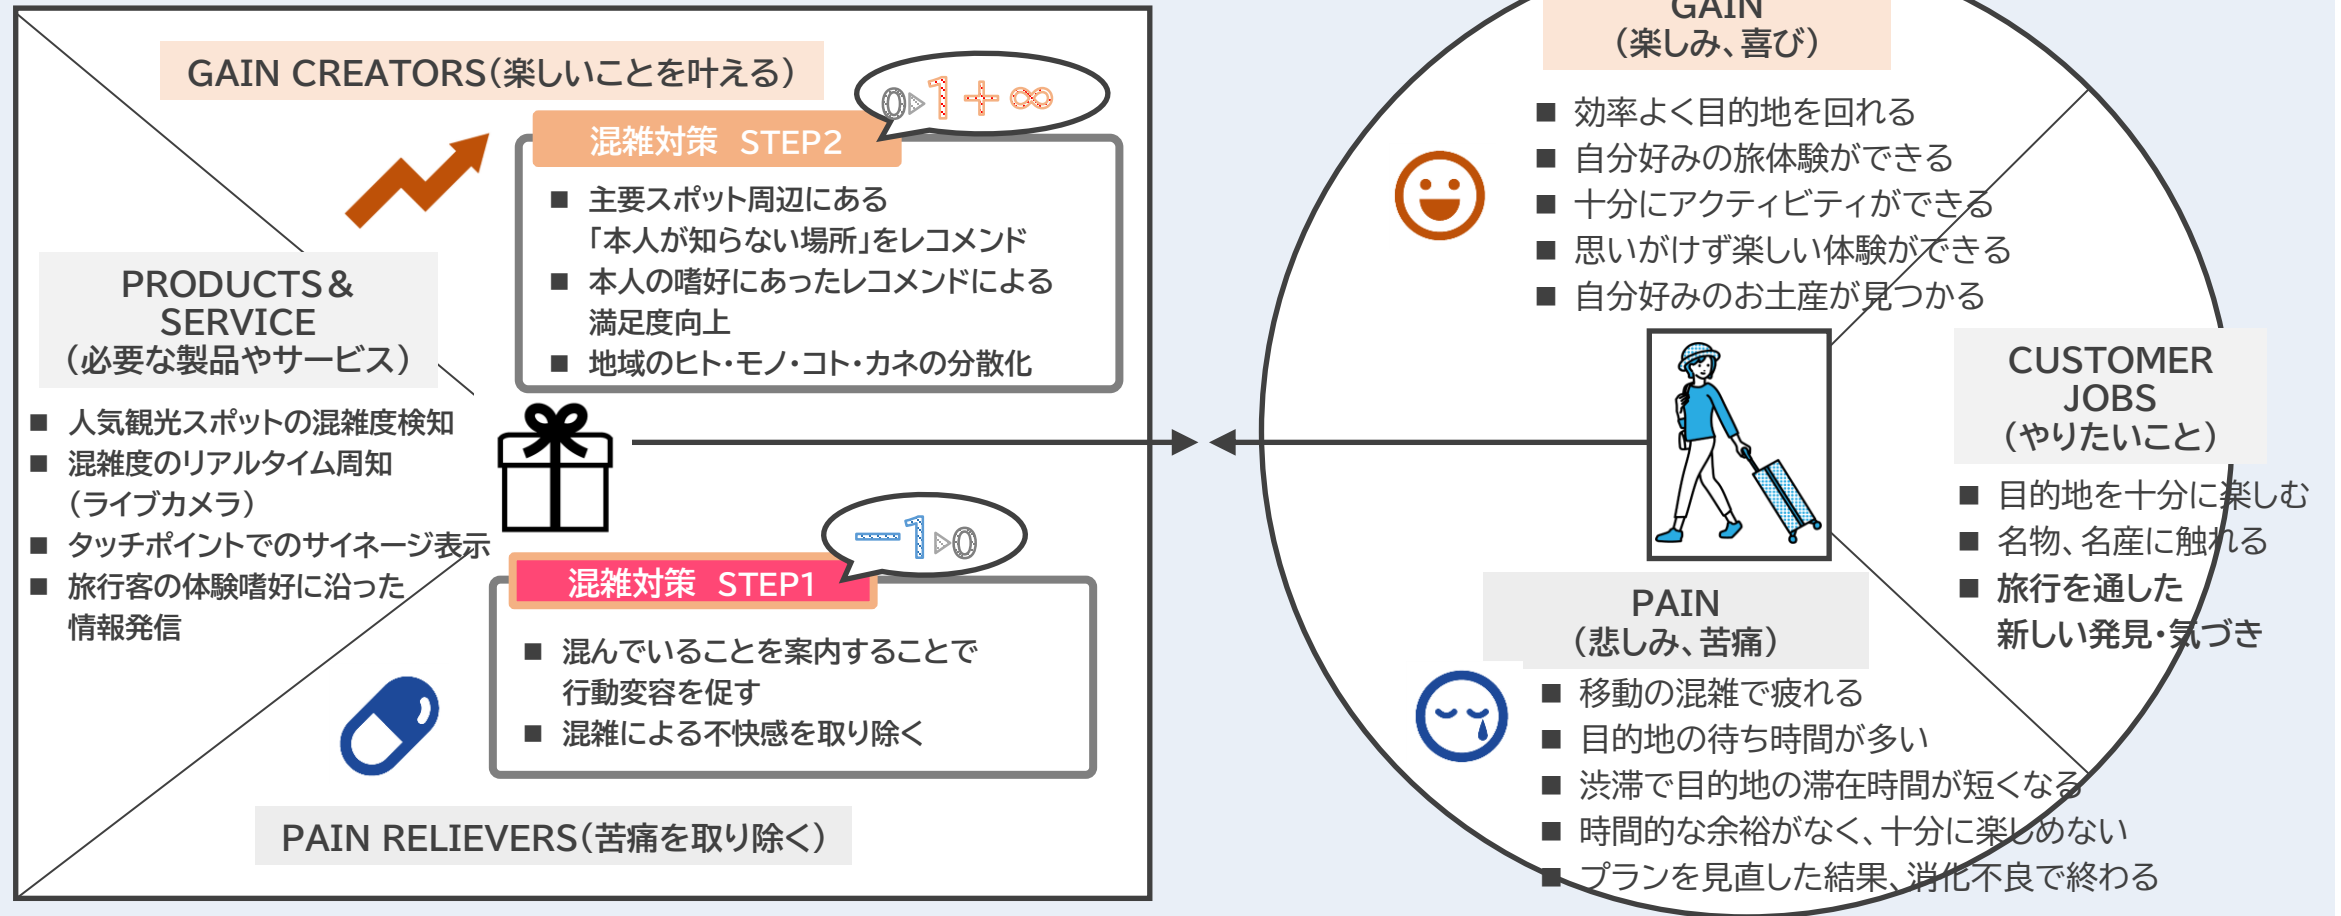 GAIN CREATORS(楽しいことを叶える)
0▷1+∞
混雑対策 STEP2
■ 主要スポット周辺にある
「本人が知らない場所」をレコメンド
■ 本人の嗜好にあったレコメンドによる
満足度向上
■ 地域のヒト・モノ・コト・カネの分散化
PRODUCTS&
SERVICE
(必要な製品やサービス)
■ 人気観光スポットの混雑度検知
■ 混雑度のリアルタイム周知
(ライブカメラ)
■ タッチポイントでのサイネージ表示
■ 旅行客の体験嗜好に沿った
情報発信
−1▷0
混雑対策 STEP1
■ 混んでいることを案内することで
行動変容を促す
■ 混雑による不快感を取り除く
PAIN RELIEVERS(苦痛を取り除く)
GAIN
(楽しみ、喜び)
■ 効率よく目的地を回れる
■ 自分好みの旅体験ができる
■ 十分にアクティビティができる
■ 思いがけず楽しい体験ができる
■ 自分好みのお土産が見つかる
CUSTOMER
JOBS
(やりたいこと)
■ 目的地を十分に楽しむ
■ 名物、名産に触れる
■ 旅行を通した
新しい発見・気づき
PAIN
(悲しみ、苦痛)
■ 移動の混雑で疲れる
■ 目的地の待ち時間が多い
■ 渋滞で目的地の滞在時間が短くなる
■ 時間的な余裕がなく、十分に楽しめない
■ プランを見直した結果、消化不良で終わる